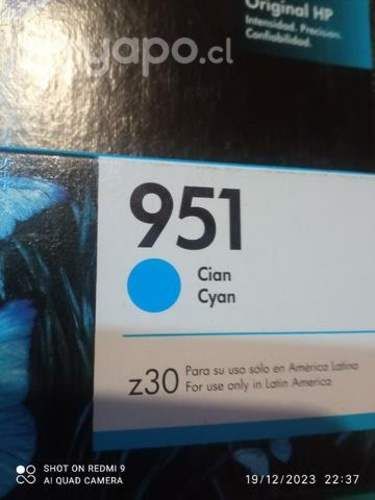 yapo.cl
Original HP
Intensidad. Precisión.
Confiabilidad.
951
Cian
Cyan
z30
Para su uso solo en América Latina
For use only in Latin America
SHOT ON REDMI 9
AI QUAD CAMERA
19/12/2023 22:37